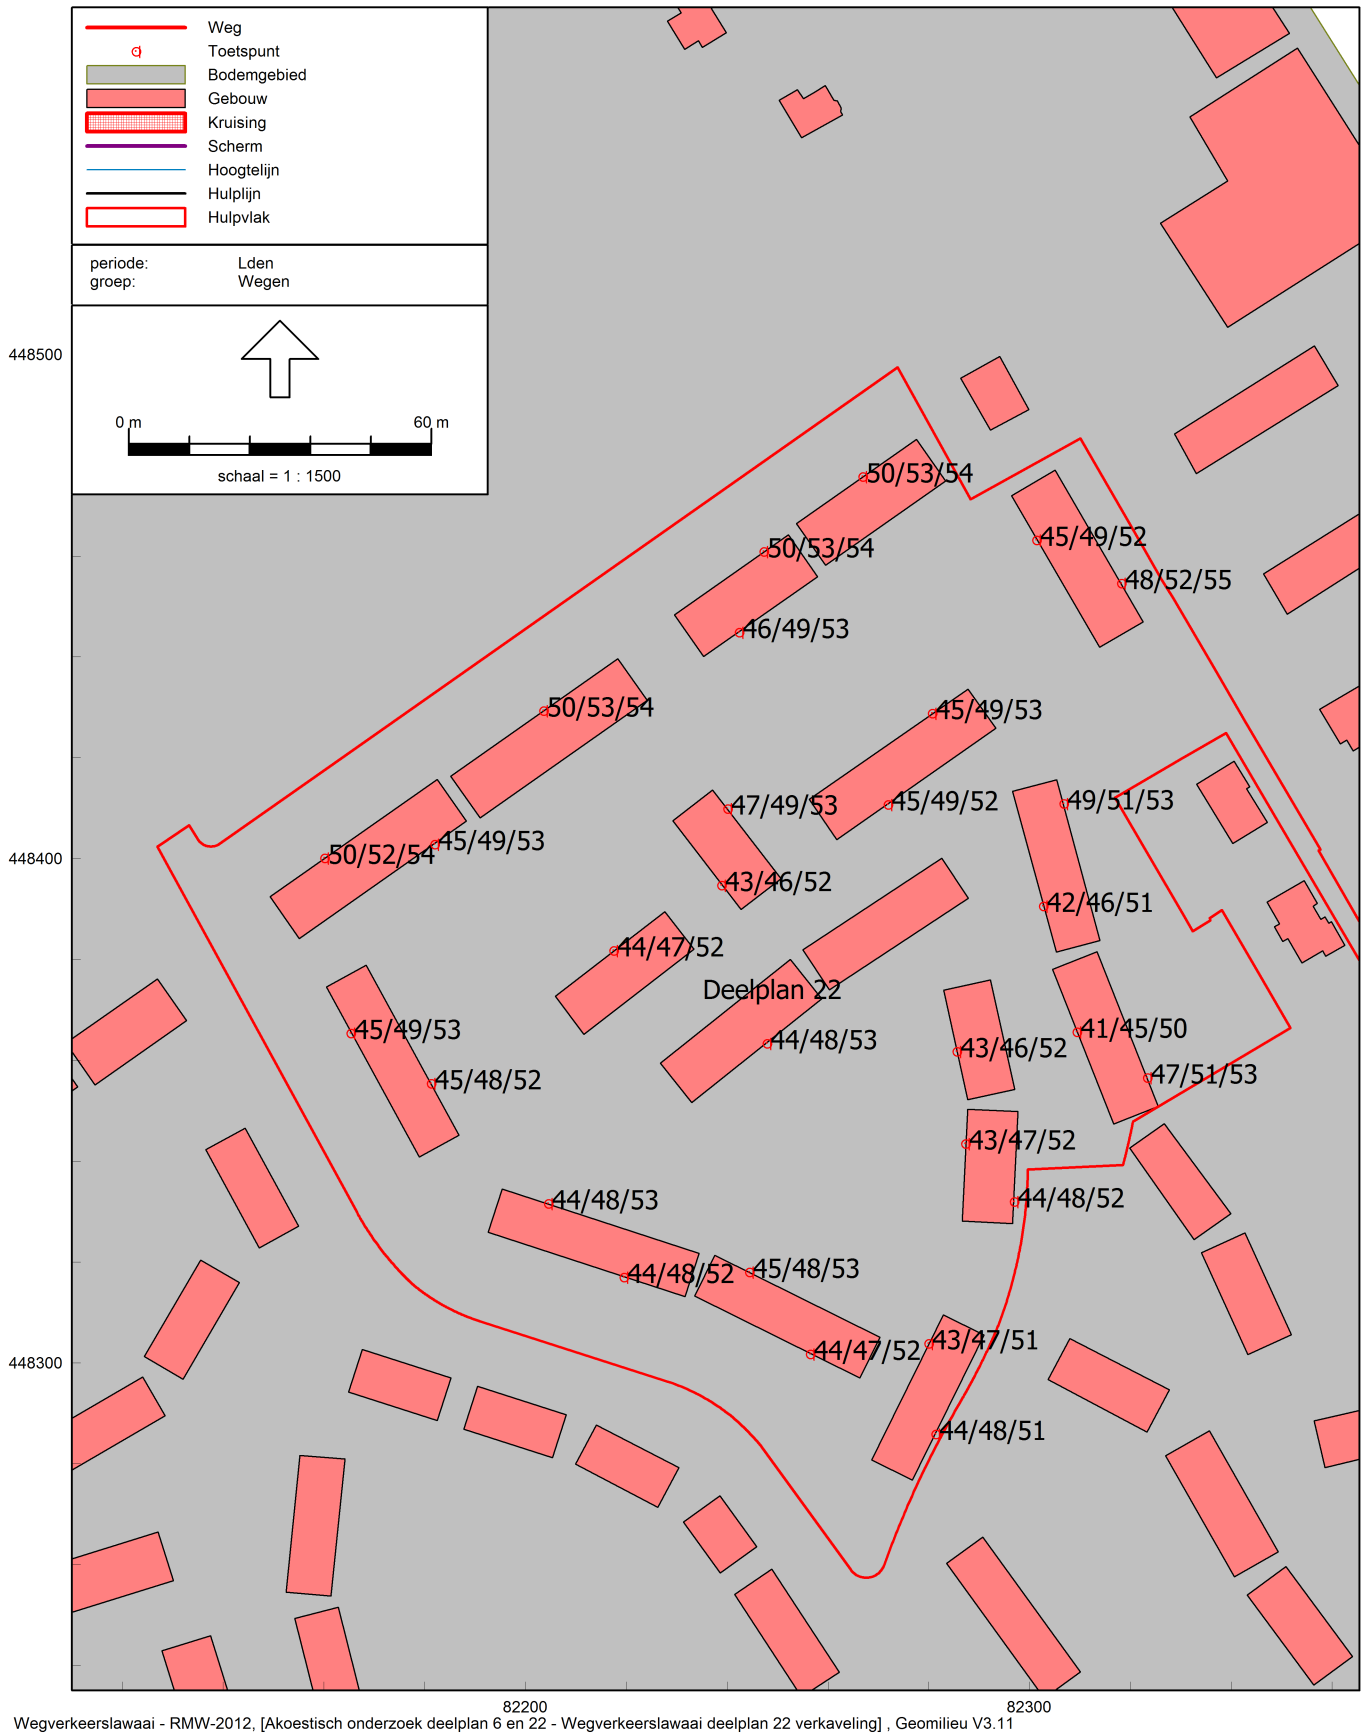 Weg
Toetspunt
Bodemgebied
Gebouw
Kruising
Scherm
Hoogtelijn
Hulplijn
Hulpvlak
periode: Lden
groep: Wegen
0 m 60 m
schaal = 1 : 1500
448500
50/53/54
45/49/52
50/53/54
48/52/55
46/49/53
50/53/54
45/49/53
47/49/53
45/49/52
49/51/53
45/49/53
448400
50/52/54
43/46/52
42/46/51
44/47/52
Deelplan 22
45/49/53
41/45/50
44/48/53
43/46/52
47/51/53
45/48/52
43/47/52
44/48/53
44/48/52
45/48/53
44/48/52
43/47/51
44/47/52
448300
44/48/51
82200 82300
Wegverkeerslawaai - RMW-2012, [Akoestisch onderzoek deelplan 6 en 22 - Wegverkeerslawaai deelplan 22 verkaveling] , Geomilieu V3.11